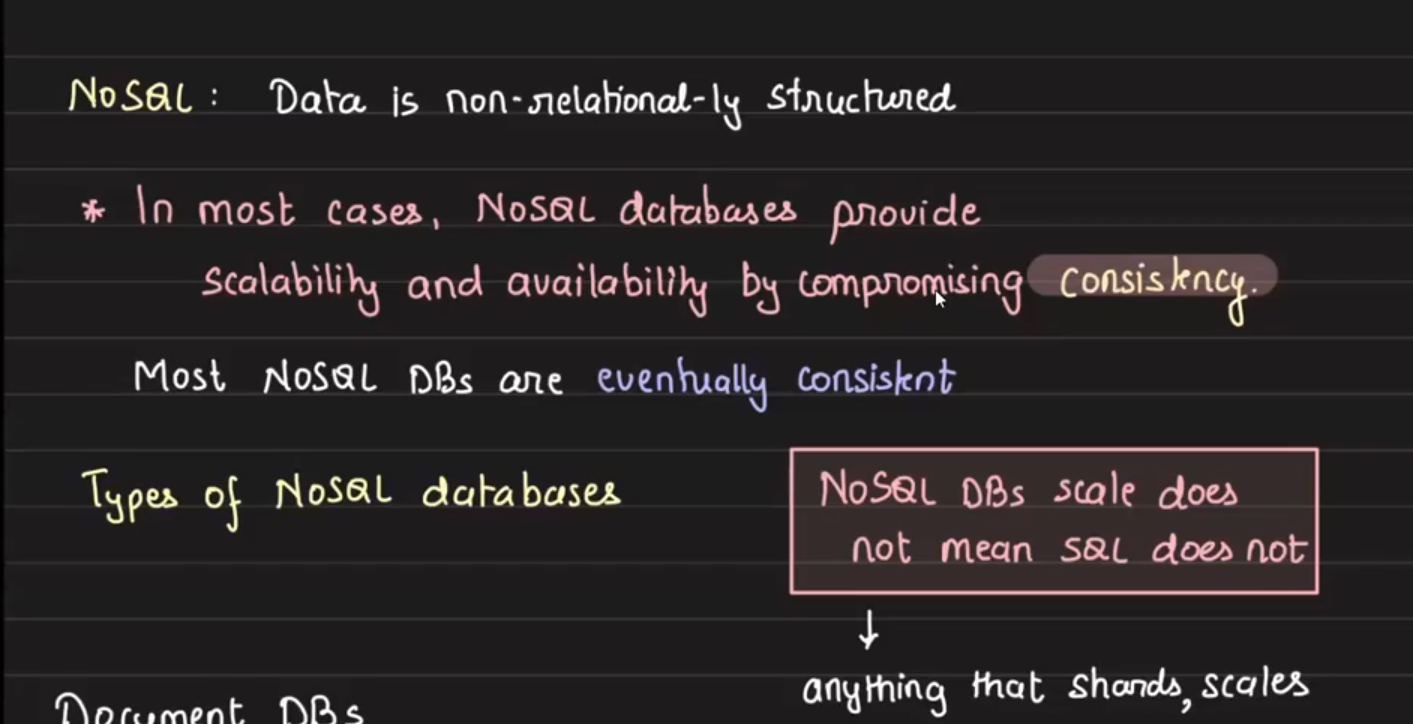 NoSQL: Data is non-relational-ly structured
* In most cases, NoSQL databases provide
scalability and availability by compromising consistency.
Most NoSQL DBs are eventually consistent
Types of NoSQL databases
NoSQL DBs scale does
not mean SQL does not
↓
anything that shards, scales
Document DBs